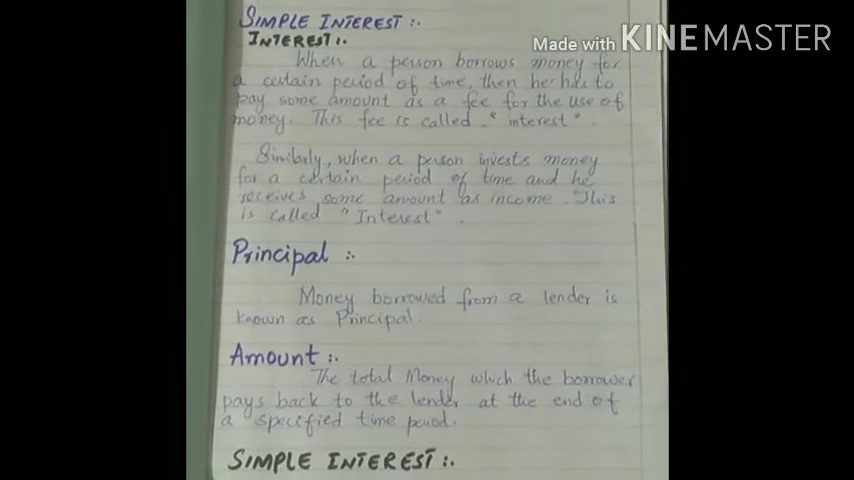 SIMPLE INTEREST :.
INTEREST :.
Made with KINEMASTER
When a person borrows money for
a certain period of time, then he has to
pay some amount as a fee for the use of
money. This fee is called "interest".
Similarly, when a person invests money
for a certain period of time and he
receives some amount as income. This
is called "Interest".
Principal :.
Money borrowed from a lender is
known as Principal
Amount :.
The total Money which the borrower
pays back to the lender at the end of
a specified time period.
SIMPLE INTEREST :.